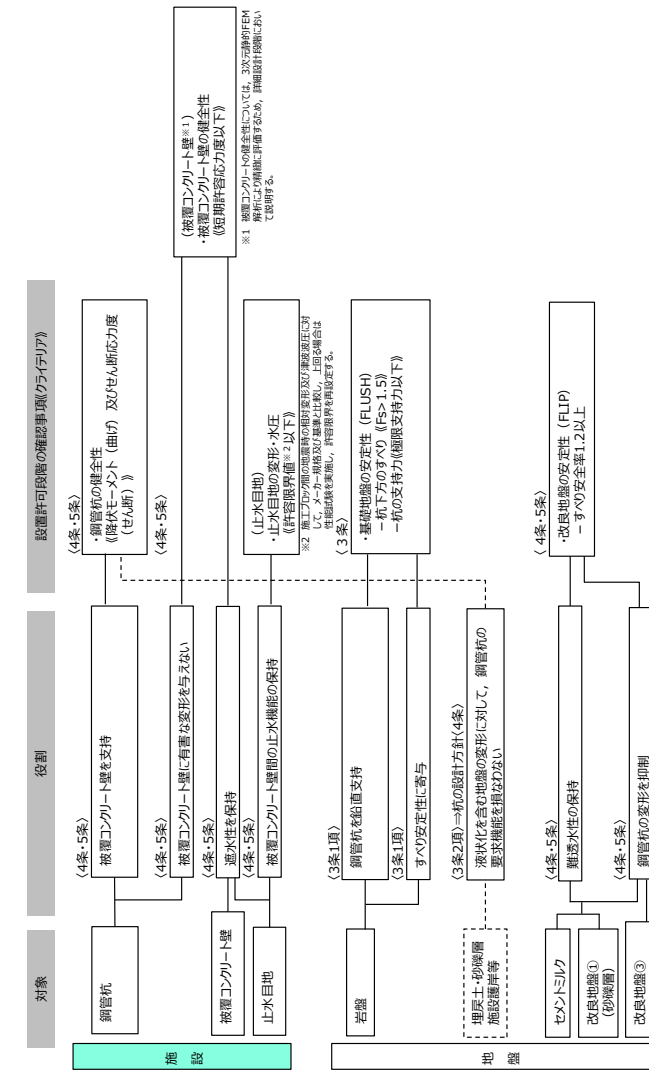 対象
役割
設置許可段階の確認事項《クライテリア》
施設
鋼管杭
〈4条・5条〉
被覆コンクリート壁を支持
〈4条・5条〉
・鋼管杭の健全性
《降伏モーメント（曲げ）及びせん断応力度
（せん断）》
〈4条・5条〉
被覆コンクリート壁に有害な変形を与えない
〈4条・5条〉
（被覆コンクリート壁※1）
・被覆コンクリート壁の健全性
《短期許容応力度以下》
※1 被覆コンクリートの健全性については，3次元静的FEM
解析により精緻に評価するため，詳細設計段階におい
て説明する。
被覆コンクリート壁
〈4条・5条〉
遮水性を保持
止水目地
〈4条・5条〉
被覆コンクリート壁間の止水機能の保持
（止水目地）
・止水目地の変形・水圧
《許容限界値※2以下》
※2 施工ブロック間の地震時の相対変形及び津波波圧に対
して，メーカー規格及び基準と比較し，上回る場合は
性能試験を実施し，許容限界を再設定する。
地盤
岩盤
〈3条1項〉
鋼管杭を鉛直支持
〈3条〉
・基礎地盤の安定性（FLUSH）
－杭下方のすべり《Fs>1.5》
－杭の支持力《極限支持力以下》
〈3条1項〉
すべり安定性に寄与
埋戻土・砂礫層
施設護岸等
〈3条2項〉⇒杭の設計方針〈4条〉
液状化を含む地盤の変形に対して，鋼管杭の
要求機能を損なわない
セメントミルク
改良地盤①
（砂礫層）
改良地盤③
〈4条・5条〉
難透水性の保持
〈4条・5条〉
・改良地盤の安定性（FLIP）
－すべり安全率1.2以上
〈4条・5条〉
鋼管杭の変形を抑制